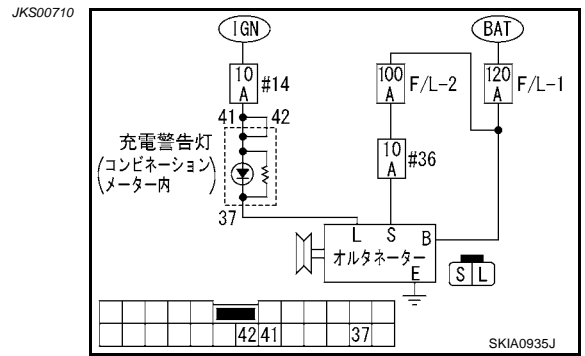 JKS00710
IGN
BAT
10
A
#14
100
A
F/L-2
120
A
F/L-1
41
42
10
A
#36
充電警告灯
(コンビネーション
メーター内)
37
L
S
B
オルタネーター
E
S L
42 41
37
SKIA0935J